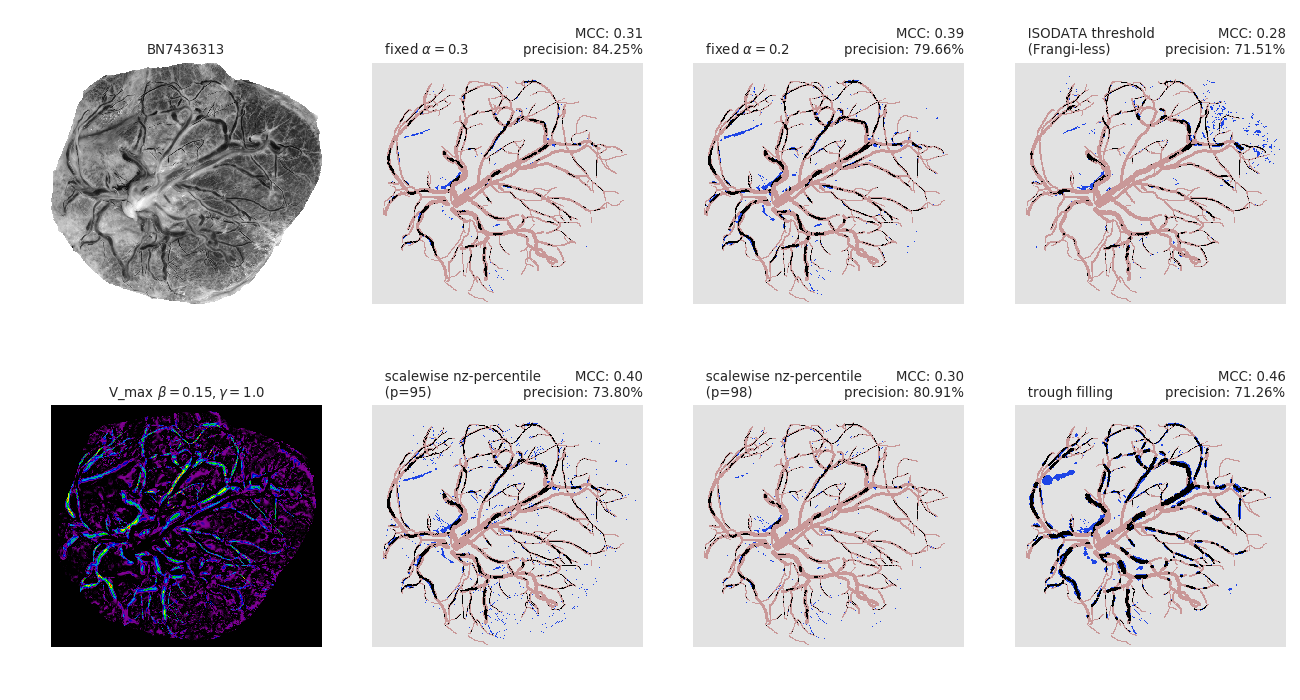 BN7436313
fixed α = 0.3
MCC: 0.31
precision: 84.25%
fixed α = 0.2
MCC: 0.39
precision: 79.66%
ISODATA threshold
(Frangi-less)
MCC: 0.28
precision: 71.51%
V_max β = 0.15, γ = 1.0
scalewise nz-percentile
(p=95)
MCC: 0.40
precision: 73.80%
scalewise nz-percentile
(p=98)
MCC: 0.30
precision: 80.91%
trough filling
MCC: 0.46
precision: 71.26%